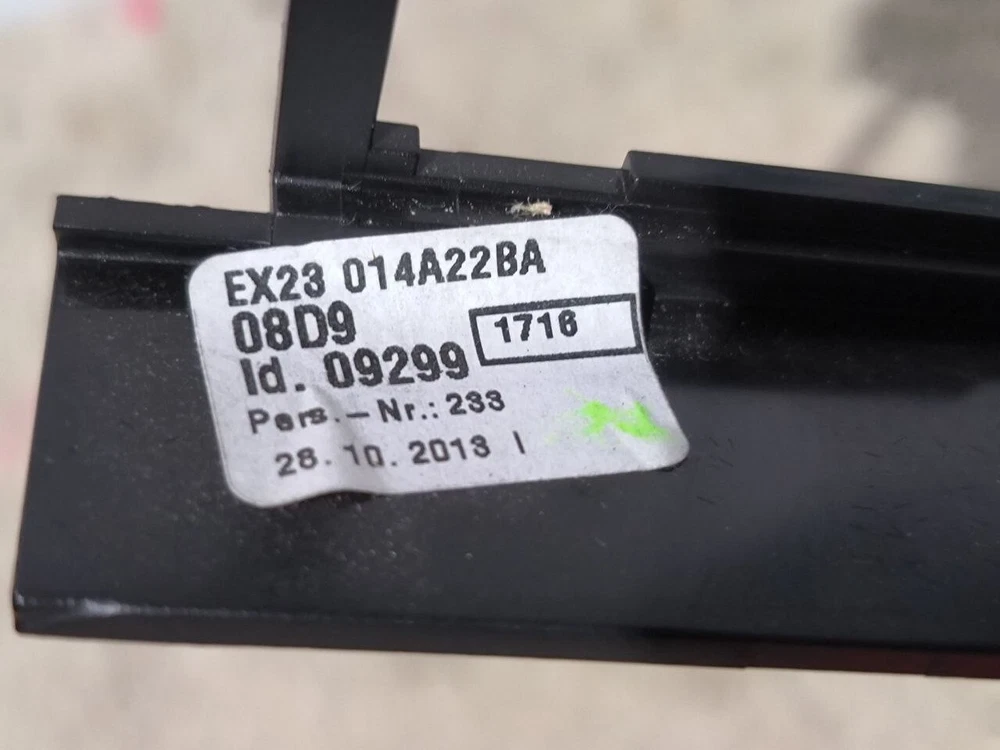 EX23 014A22BA
08D9
1716
Id. 09299
Pers.-Nr.: 233
28.10.2013 I